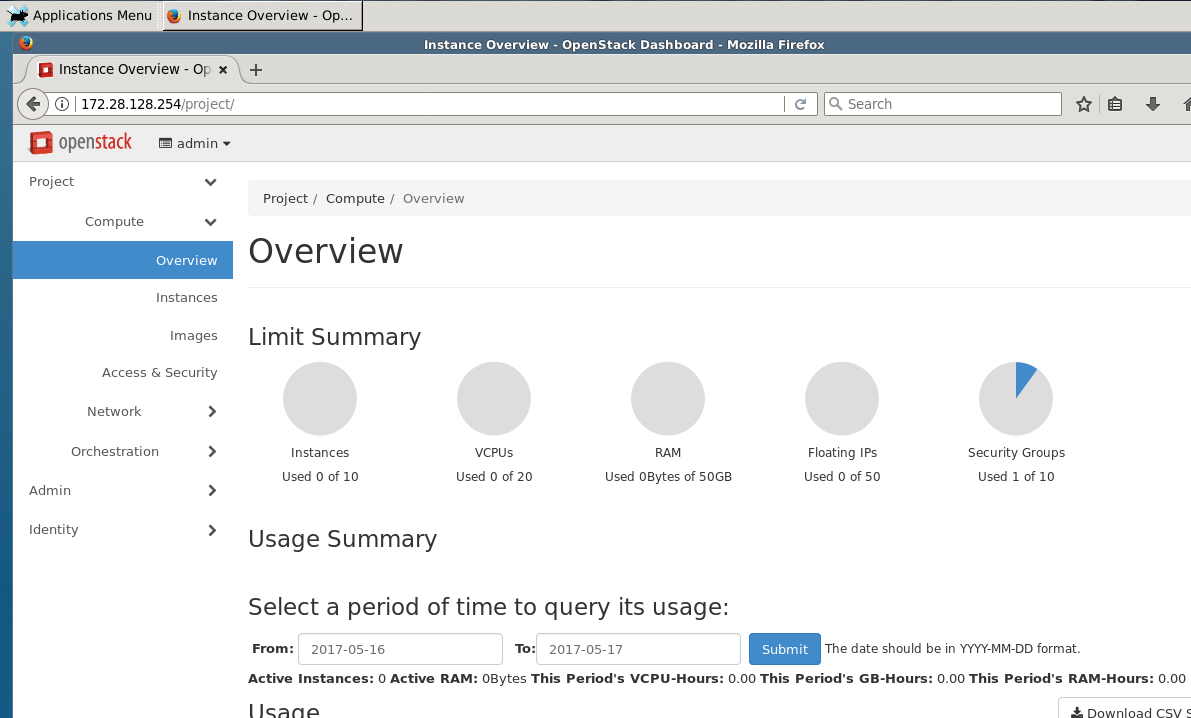 Applications Menu Instance Overview - Op...
Instance Overview - OpenStack Dashboard - Mozilla Firefox
Instance Overview - Op
172.28.128.254/project/ Search
openstack admin
Project
Compute
Overview
Instances
Images
Access & Security
Network
Orchestration
Admin
Identity
Project / Compute / Overview
Overview
Limit Summary
Instances VCPUs RAM Floating IPs Security Groups
Used 0 of 10 Used 0 of 20 Used 0Bytes of 50GB Used 0 of 50 Used 1 of 10
Usage Summary
Select a period of time to query its usage:
From: 2017-05-16 To: 2017-05-17 Submit The date should be in YYYY-MM-DD format.
Active Instances: 0 Active RAM: 0Bytes This Period's VCPU-Hours: 0.00 This Period's GB-Hours: 0.00 This Period's RAM-Hours: 0.00
Usage
Download CSV S